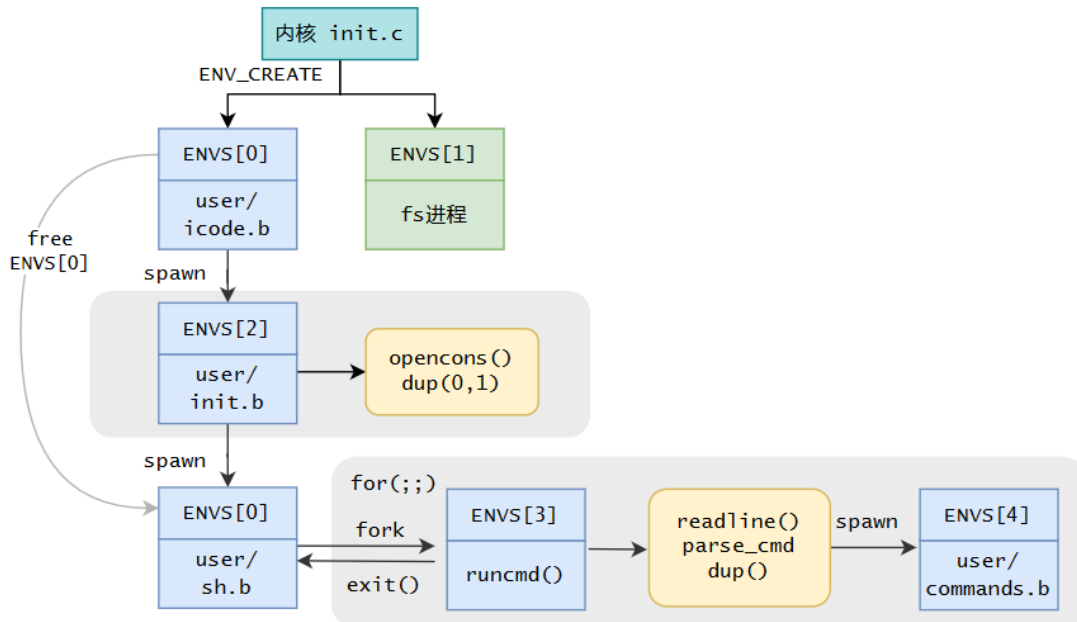 内核 init.c
ENV_CREATE
ENVS[0]
user/
icode.b
ENVS[1]
fs进程
free
ENVS[0]
spawn
ENVS[2]
user/
init.b
opencons()
dup(0,1)
spawn
ENVS[0]
user/
sh.b
for(;;)
fork
exit()
ENVS[3]
runcmd()
readline()
parse_cmd
dup()
spawn
ENVS[4]
user/
commands.b